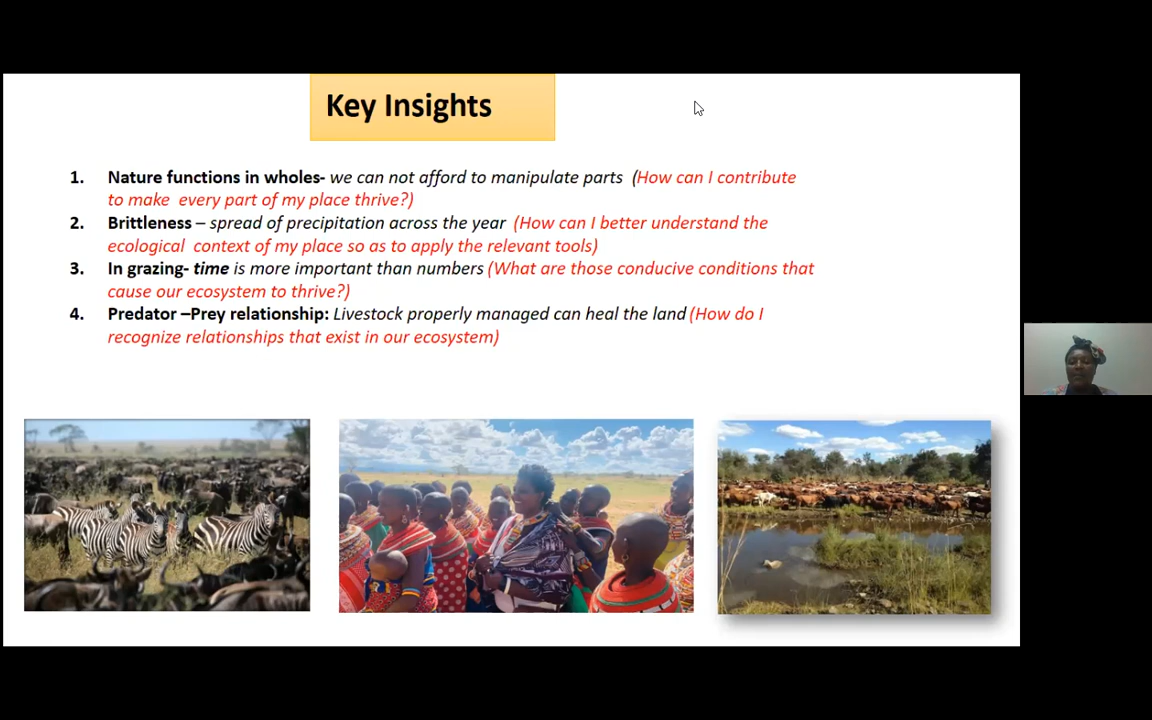 Key Insights
1. Nature functions in wholes- we can not afford to manipulate parts (How can I contribute
to make every part of my place thrive?)
2. Brittleness – spread of precipitation across the year (How can I better understand the
ecological context of my place so as to apply the relevant tools)
3. In grazing- time is more important than numbers (What are those conducive conditions that
cause our ecosystem to thrive?)
4. Predator –Prey relationship: Livestock properly managed can heal the land (How do I
recognize relationships that exist in our ecosystem)